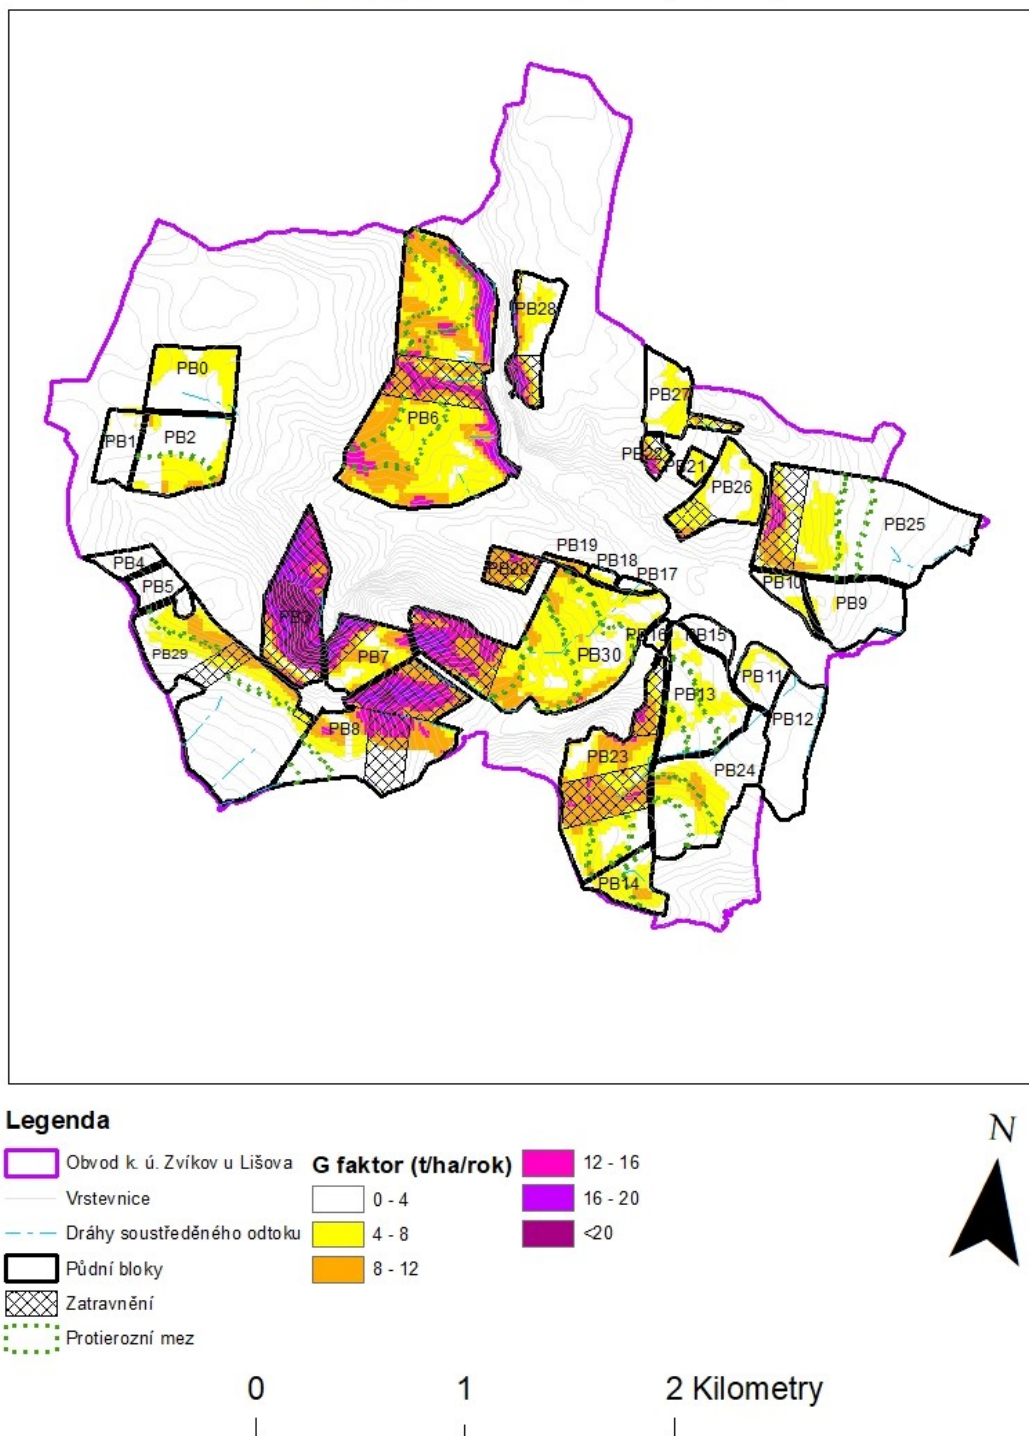 PB28
PB0
PB27
PB6
PB1
PB2
PB22
PB21
PB26
PB25
PB19
PB4
PB20
PB18
PB17
PB5
PB10
PB9
PB3
PB16
PB15
PB29
PB7
PB30
PB11
PB13
PB12
PB8
PB23
PB24
PB14
Legenda
Obvod k. ú. Zvíkov u Lišova
Vrstevnice
Dráhy soustředěného odtoku
Půdní bloky
Zatravnění
Protierozní mez
G faktor (t/ha/rok)
0 - 4
4 - 8
8 - 12
12 - 16
16 - 20
<20
N
0 1 2 Kilometry